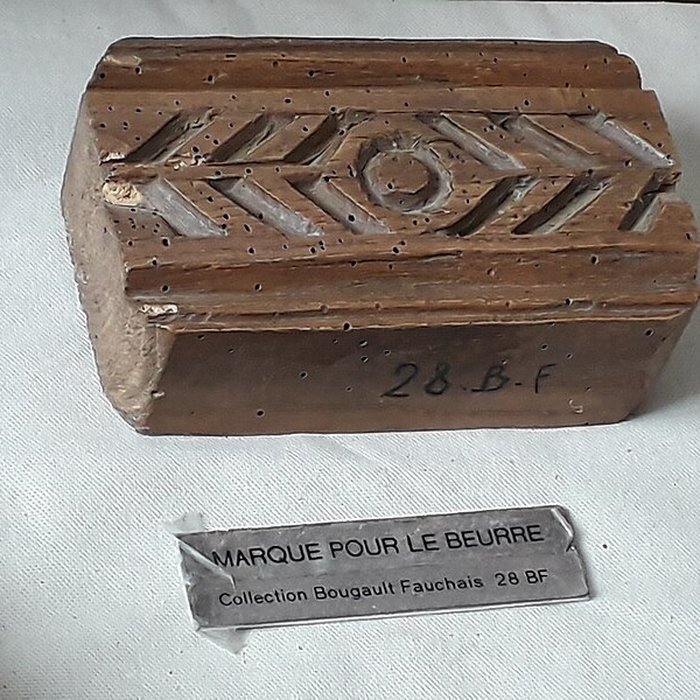 28.B.F
MARQUE POUR LE BEURRE
Collection Bougault Fauchais 28 BF